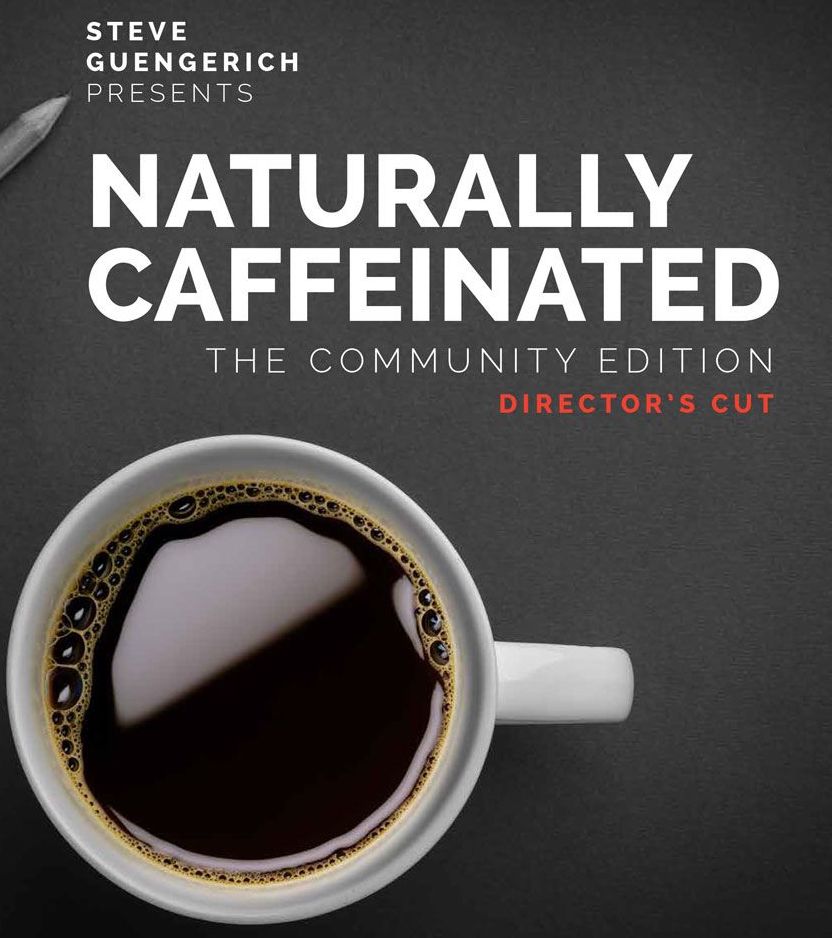 STEVE
GUENGERICH
PRESENTS
NATURALLY
CAFFEINATED
THE COMMUNITY EDITION
DIRECTOR'S CUT